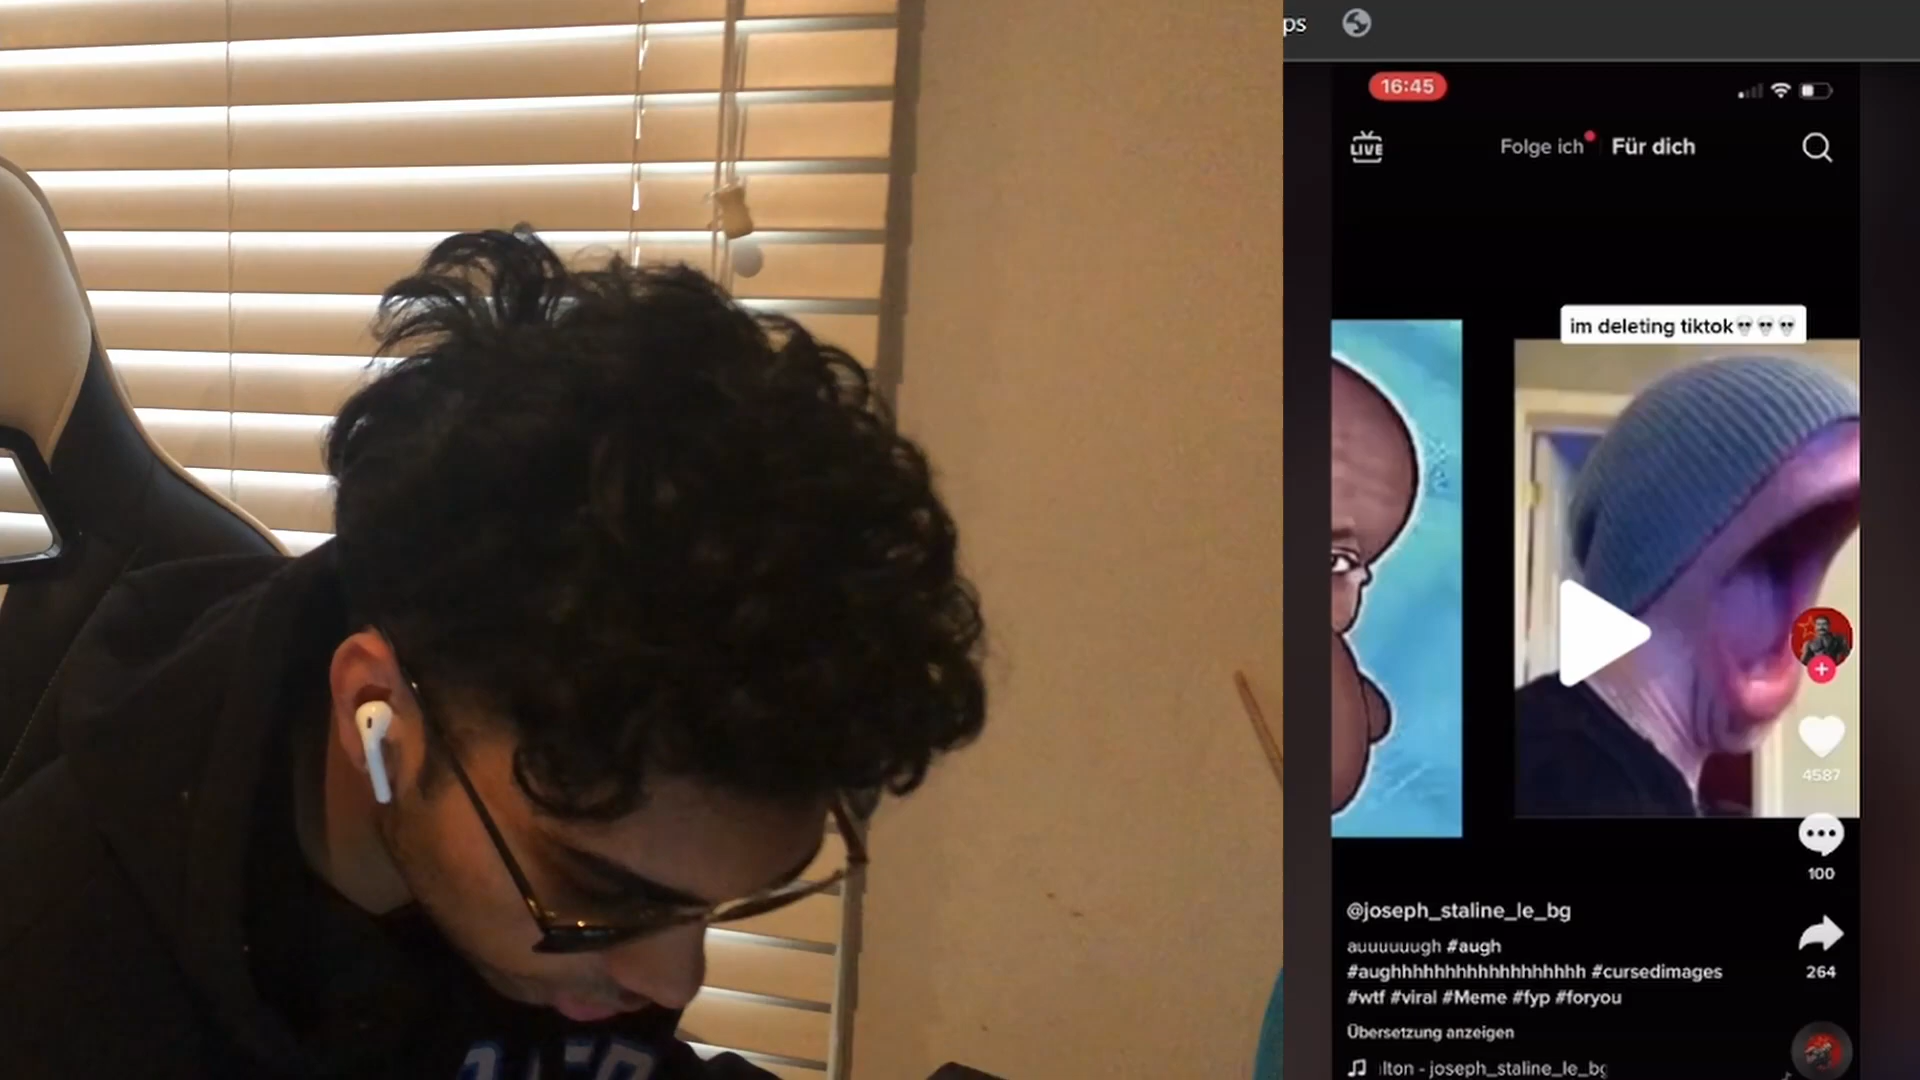 ps
16:45
LIVE
Folge ich Für dich
im deleting tiktok💀💀💀
4587
100
@joseph_staline_le_bg
auuuuuugh #augh
#aughhhhhhhhhhhhhhhhhhh #cursedimages
#wtf #viral #Meme #fyp #foryou
264
Übersetzung anzeigen
lton - joseph_staline_le_bg